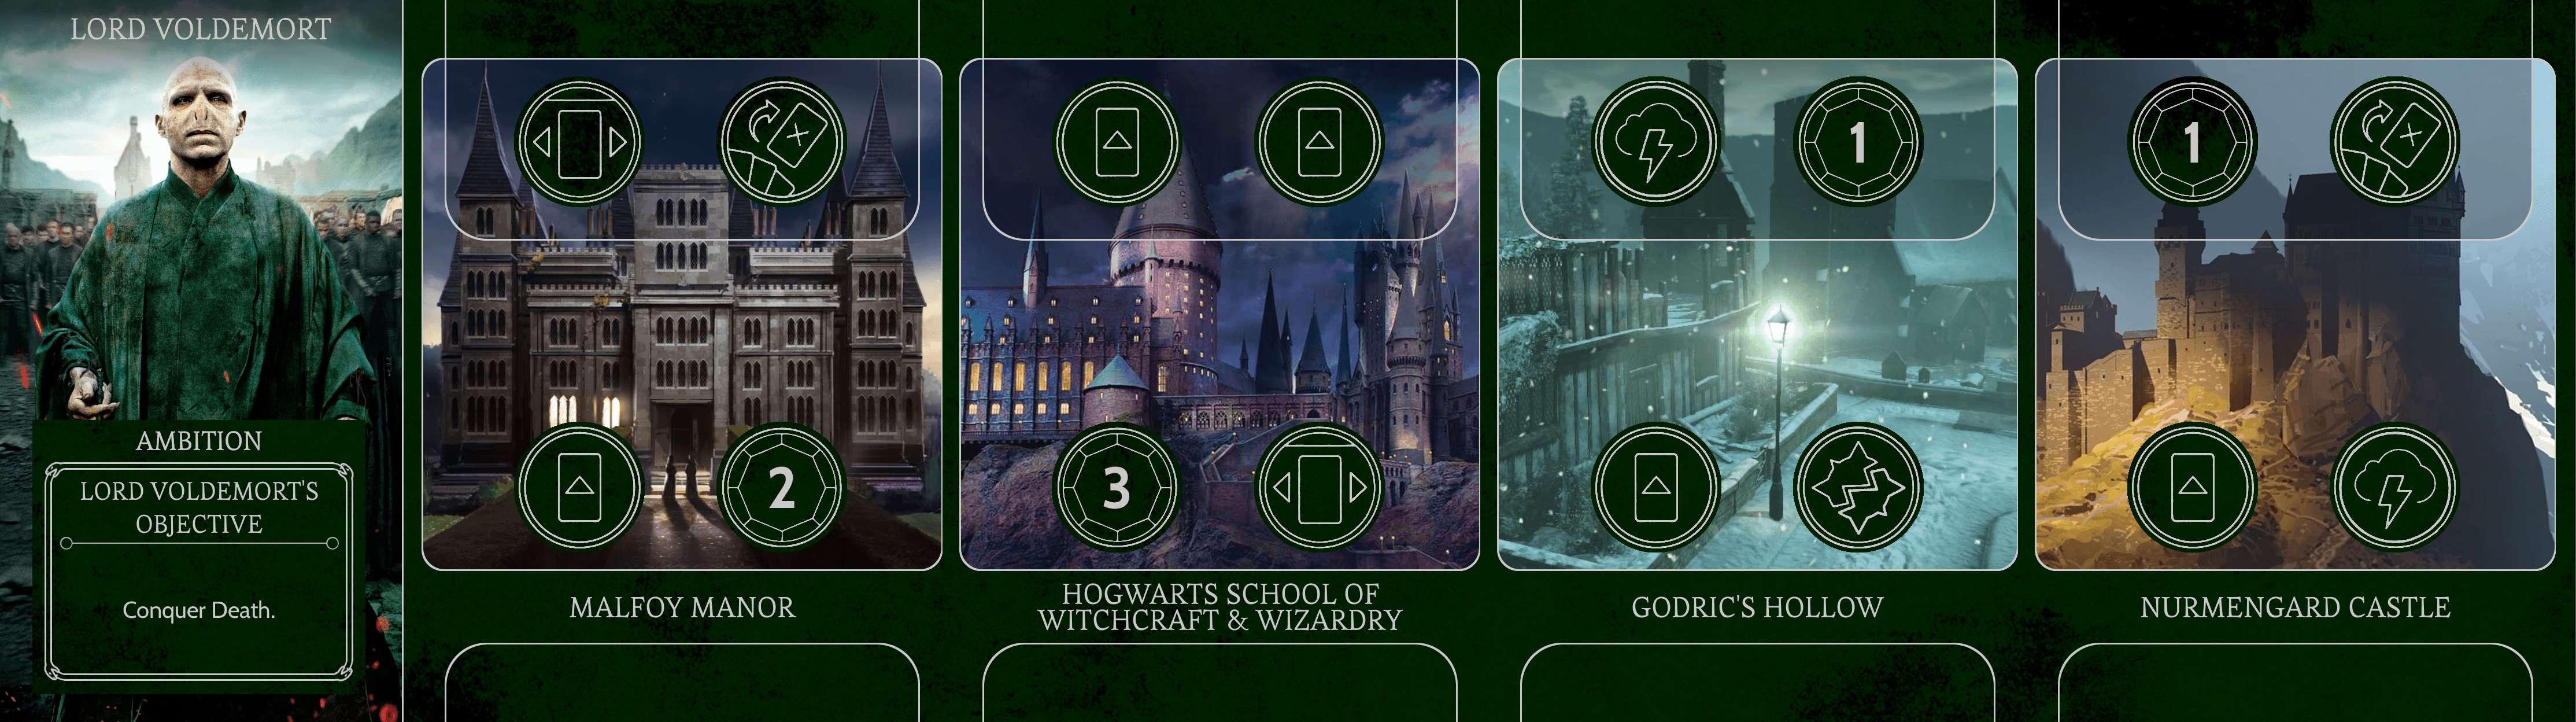 LORD VOLDEMORT
AMBITION
LORD VOLDEMORT'S
OBJECTIVE
Conquer Death.
2
MALFOY MANOR
3
HOGWARTS SCHOOL OF
WITCHCRAFT & WIZARDRY
1
GODRIC'S HOLLOW
1
NURMENGARD CASTLE